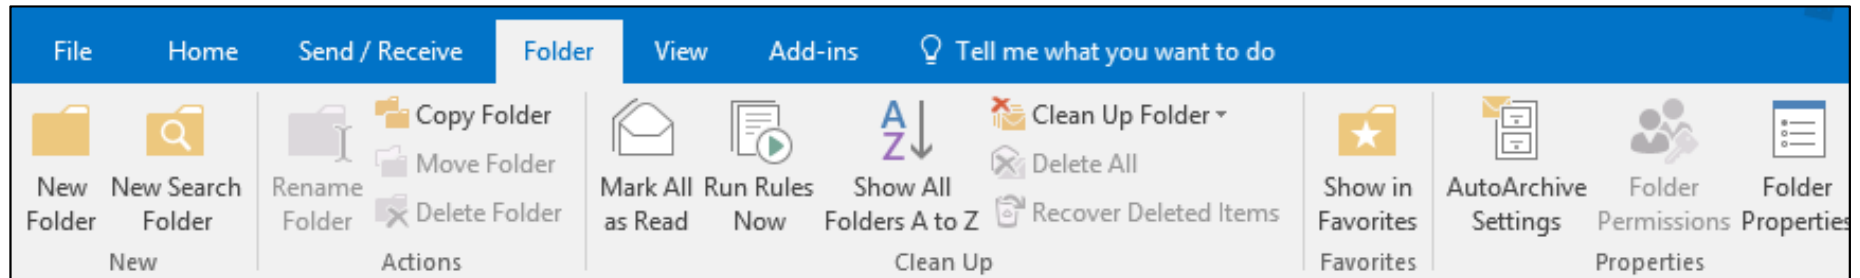 File Home Send / Receive Folder View Add-ins Tell me what you want to do
New Folder
New Search Folder
Rename Folder
Copy Folder
Move Folder
Delete Folder
Mark All as Read
Run Rules Now
A Z Show All Folders A to Z
Clean Up Folder
Delete All
Recover Deleted Items
Show in Favorites
AutoArchive Settings
Folder Permissions
Folder Properties
New Actions Clean Up Favorites Properties